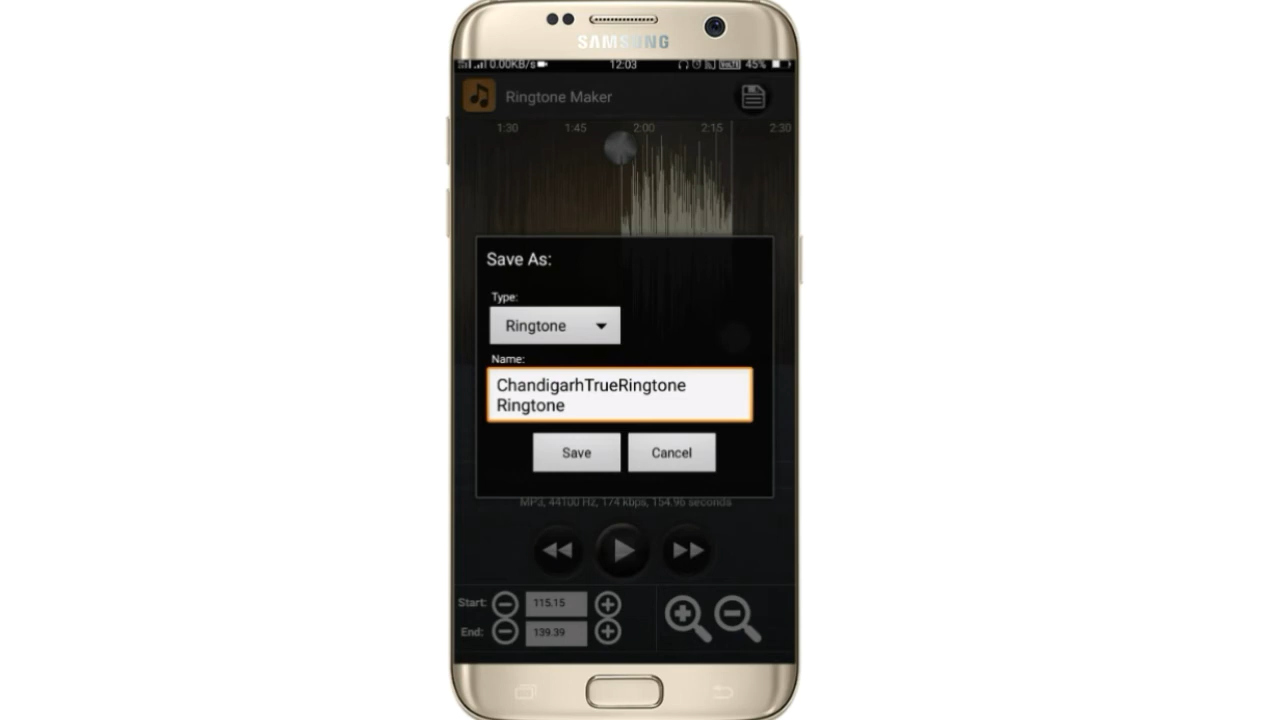 SAMSUNG
0.00KB/s 12:03 VoLTE 45%
Ringtone Maker
1:30 1:45 2:00 2:15 2:30
Save As:
Type:
Ringtone
Name:
ChandigarhTrueRingtone
Ringtone
Save Cancel
MP3, 44100 Hz, 174 kbps, 154.96 seconds
Start: 115.15
End: 139.39